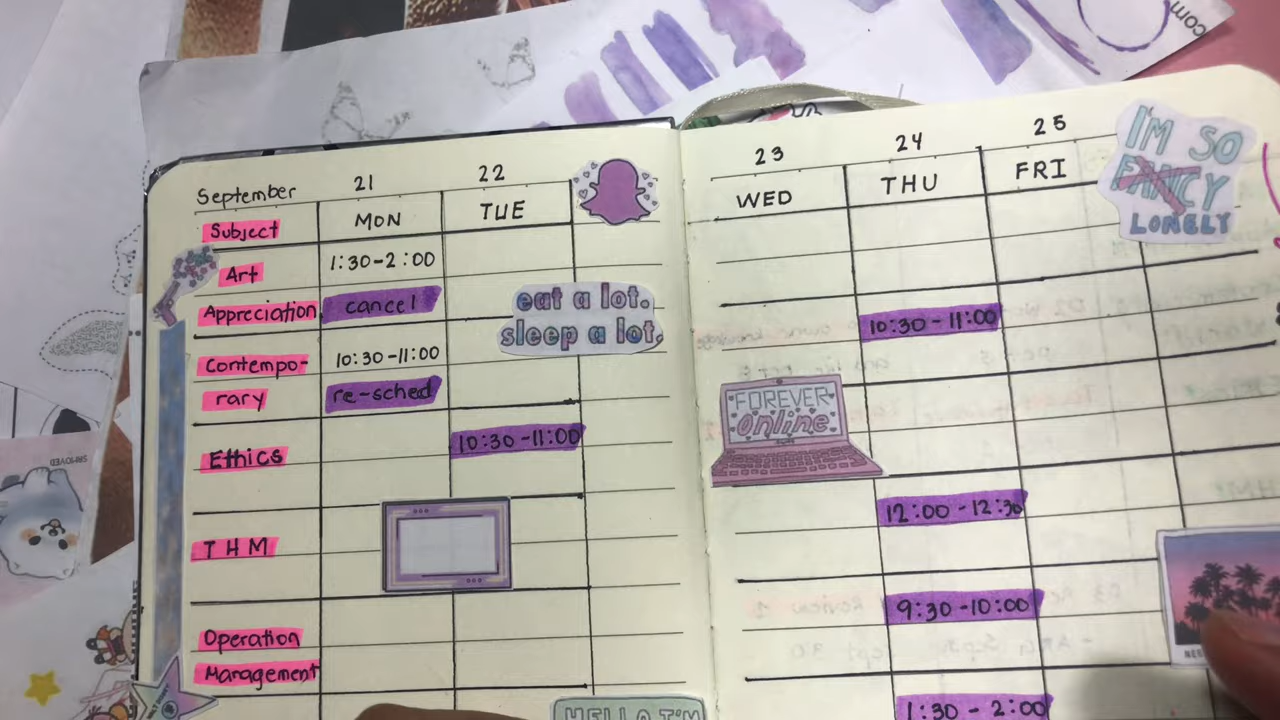 com
21
22
23
24
25
September
MON
TUE
WED
THU
FRI
I'M SO
FANCY
LONELY
Subject
Art
1:30-2:00
Appreciation
cancel
eat a lot.
sleep a lot.
10:30-11:00
Contempo-
10:30-11:00
rary
re-sched
FOREVER
online
Ethics
10:30-11:00
12:00-12:30
THM
9:30-10:00
Operation
Management
1:30-2:00
HELLO I'M